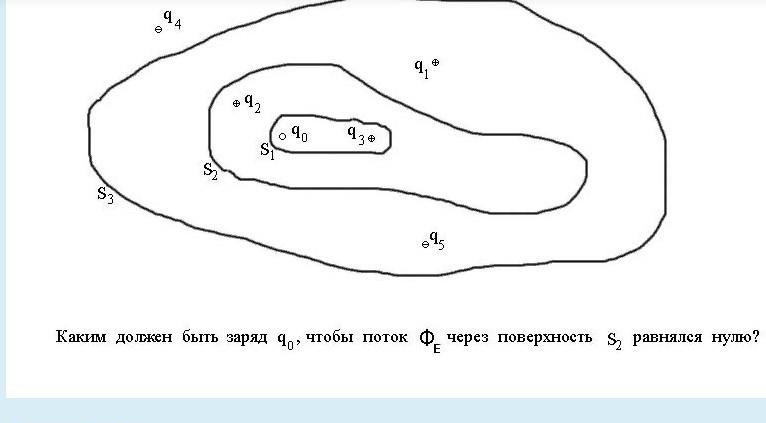 q4
q1
q2
q0 q3
S1
S2
S3
q5
Каким должен быть заряд q0, чтобы поток ΦE через поверхность S2 равнялся нулю?